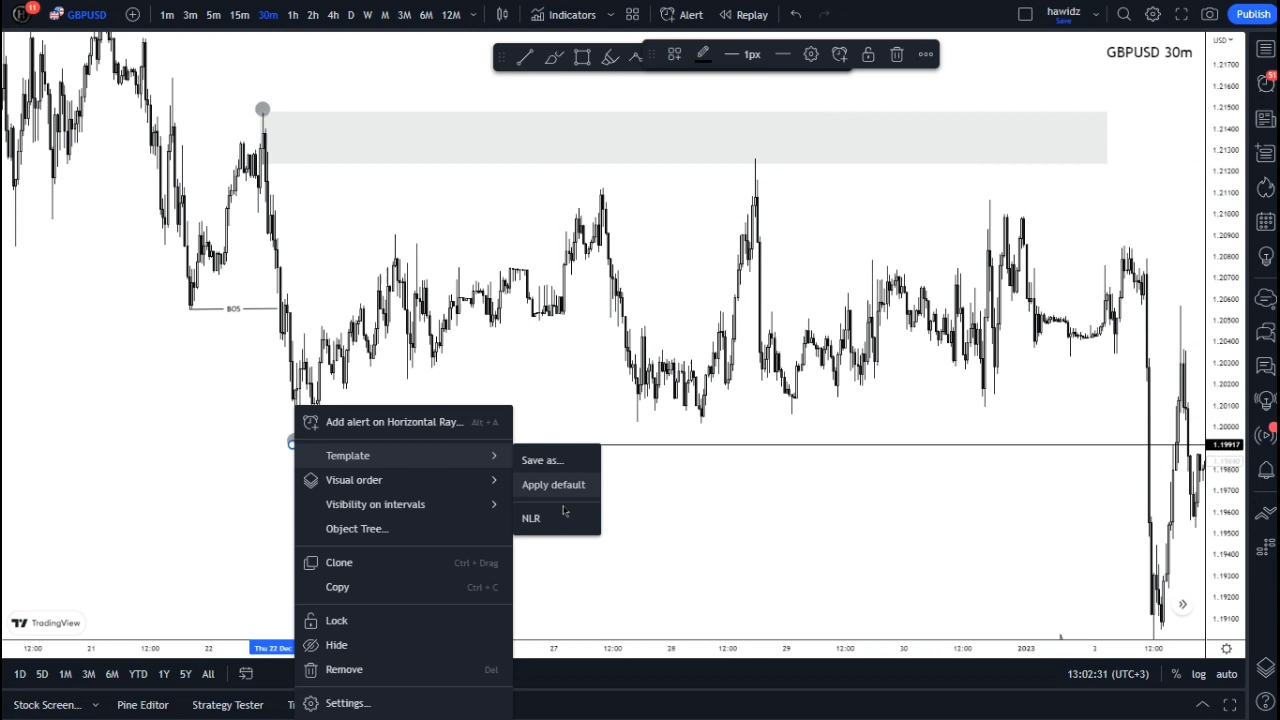 11
GBPUSD
1m 3m 5m 15m 30m 1h 2h 4h D W M 3M 6M 12M
Indicators
Alert
Replay
hawidz
Save
Publish
1px
GBPUSD 30m
USD
1.21700
1.21600
1.21500
1.21400
1.21300
1.21200
1.21100
1.21000
1.20900
1.20800
1.20700
1.20600
1.20500
1.20400
1.20300
1.20200
1.20100
1.20000
1.19917
1.19800
1.19700
1.19600
1.19500
1.19400
1.19300
1.19200
1.19100
51
BOS
Add alert on Horizontal Ray... Alt + A
Template
Visual order
Visibility on intervals
Object Tree...
Clone Ctrl + Drag
Copy Ctrl + C
Lock
Hide
Remove Del
Settings...
Save as...
Apply default
NLR
TradingView
12:00 21 12:00 22 Thu 22 Dec 27 12:00 28 12:00 29 12:00 30 12:00 2023 3 12:00
1D 5D 1M 3M 6M YTD 1Y 5Y All
13:02:31 (UTC+3)
% log auto
Stock Screen...
Pine Editor
Strategy Tester